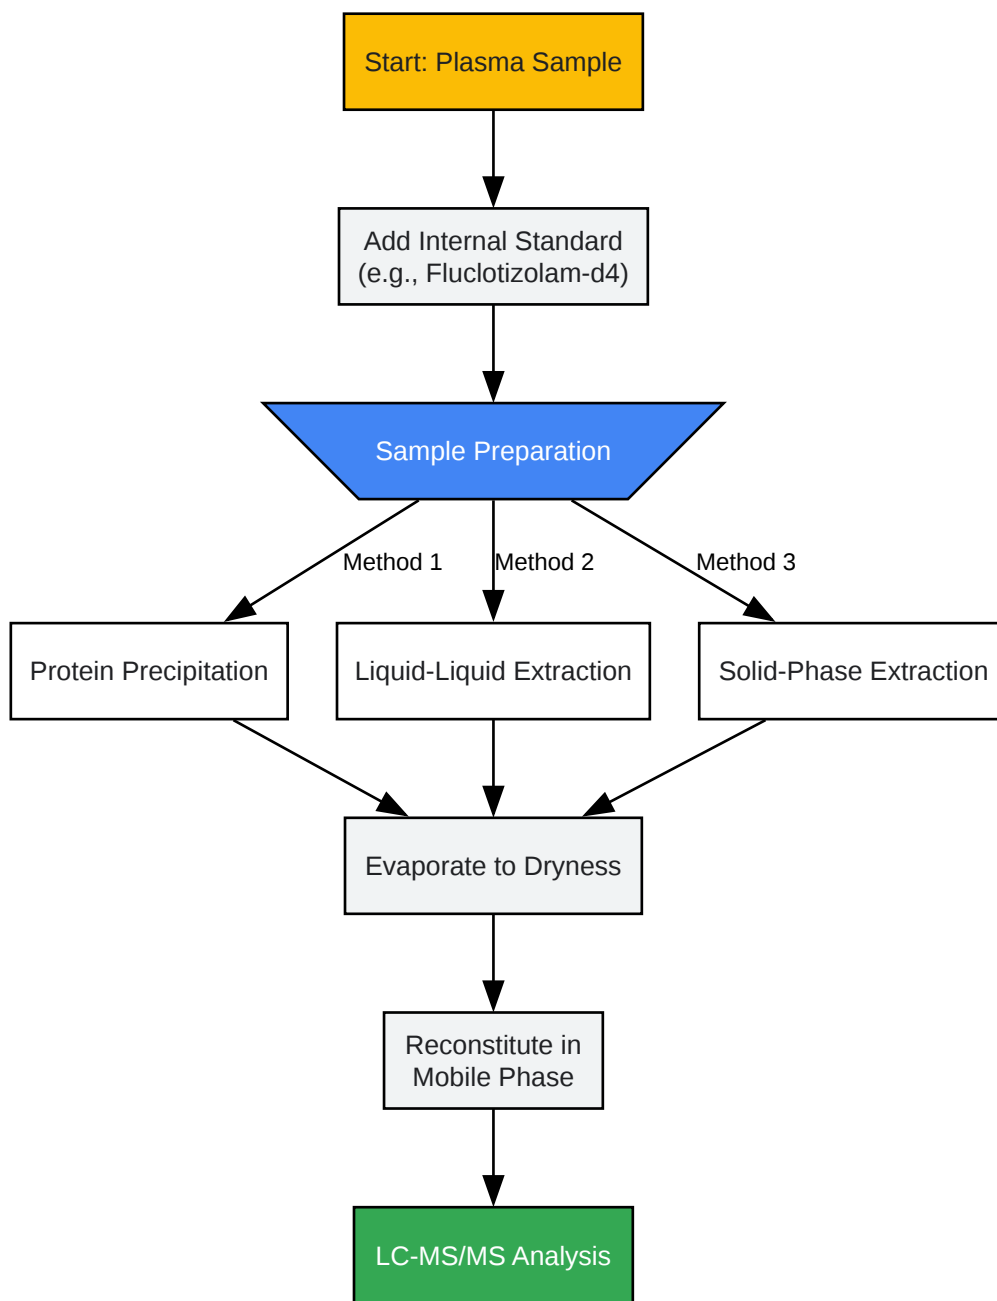 Start: Plasma Sample
Add Internal Standard
(e.g., Fluclotizolam-d4)
Sample Preparation
Method 1
Method 2
Method 3
Protein Precipitation
Liquid-Liquid Extraction
Solid-Phase Extraction
Evaporate to Dryness
Reconstitute in
Mobile Phase
LC-MS/MS Analysis